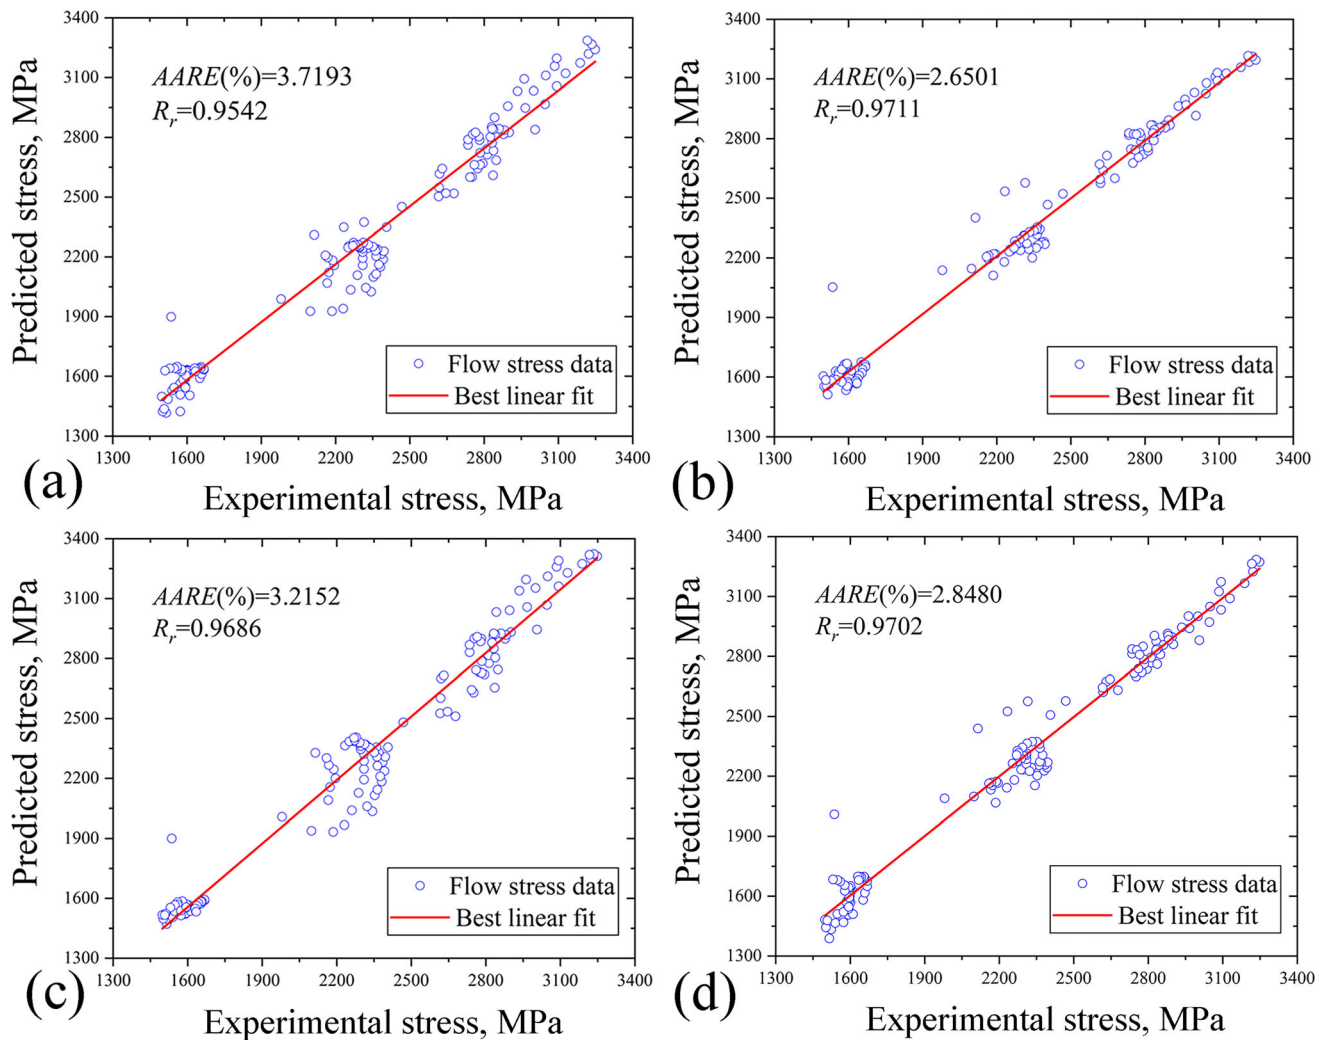 3400
3100
2800
2500
2200
1900
1600
1300
Predicted stress, MPa
AARE(%)=3.7193
Rr=0.9542
Flow stress data
Best linear fit
1300 1600 1900 2200 2500 2800 3100 3400
(a)
Experimental stress, MPa
3400
3100
2800
2500
2200
1900
1600
1300
Predicted stress, MPa
AARE(%)=2.6501
Rr=0.9711
Flow stress data
Best linear fit
1300 1600 1900 2200 2500 2800 3100 3400
(b)
Experimental stress, MPa
3400
3100
2800
2500
2200
1900
1600
1300
Predicted stress, MPa
AARE(%)=3.2152
Rr=0.9686
Flow stress data
Best linear fit
1300 1600 1900 2200 2500 2800 3100 3400
(c)
Experimental stress, MPa
3400
3100
2800
2500
2200
1900
1600
1300
Predicted stress, MPa
AARE(%)=2.8480
Rr=0.9702
Flow stress data
Best linear fit
1300 1600 1900 2200 2500 2800 3100 3400
(d)
Experimental stress, MPa